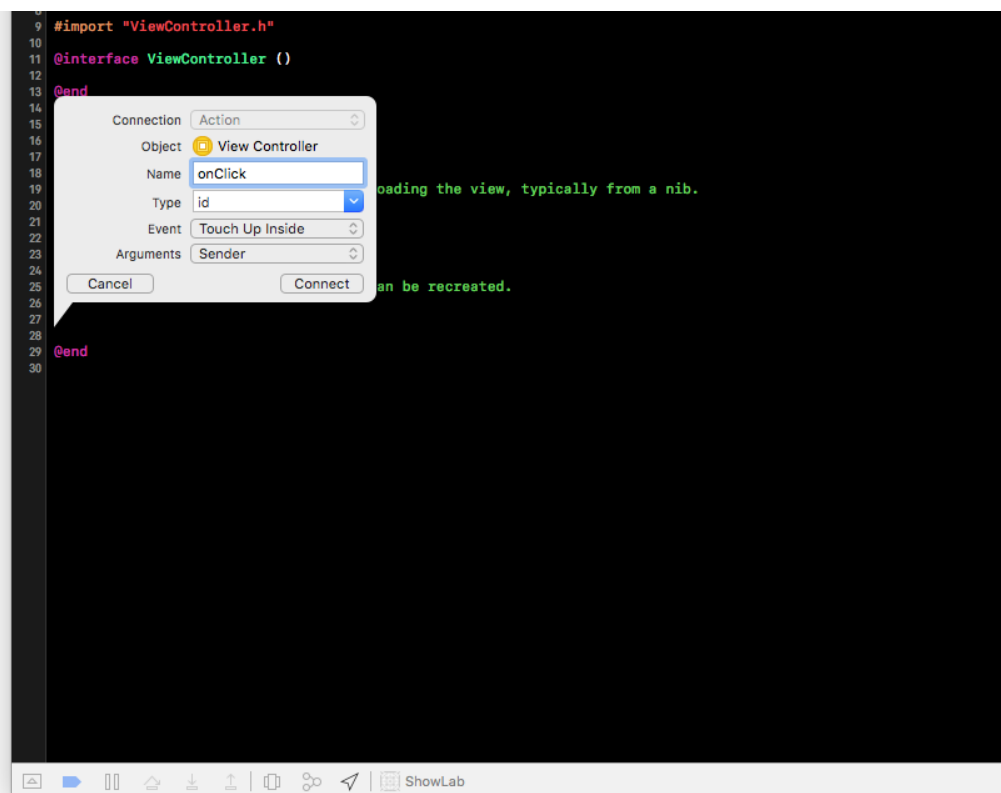 8
9 #import "ViewController.h"
10
11 @interface ViewController ()
12
13 @end
14
15
16
17
18
19 oading the view, typically from a nib.
20
21
22
23
24
25 an be recreated.
26
27
28
29 @end
30
Connection Action
Object View Controller
Name onClick
Type id
Event Touch Up Inside
Arguments Sender
Cancel Connect
ShowLab